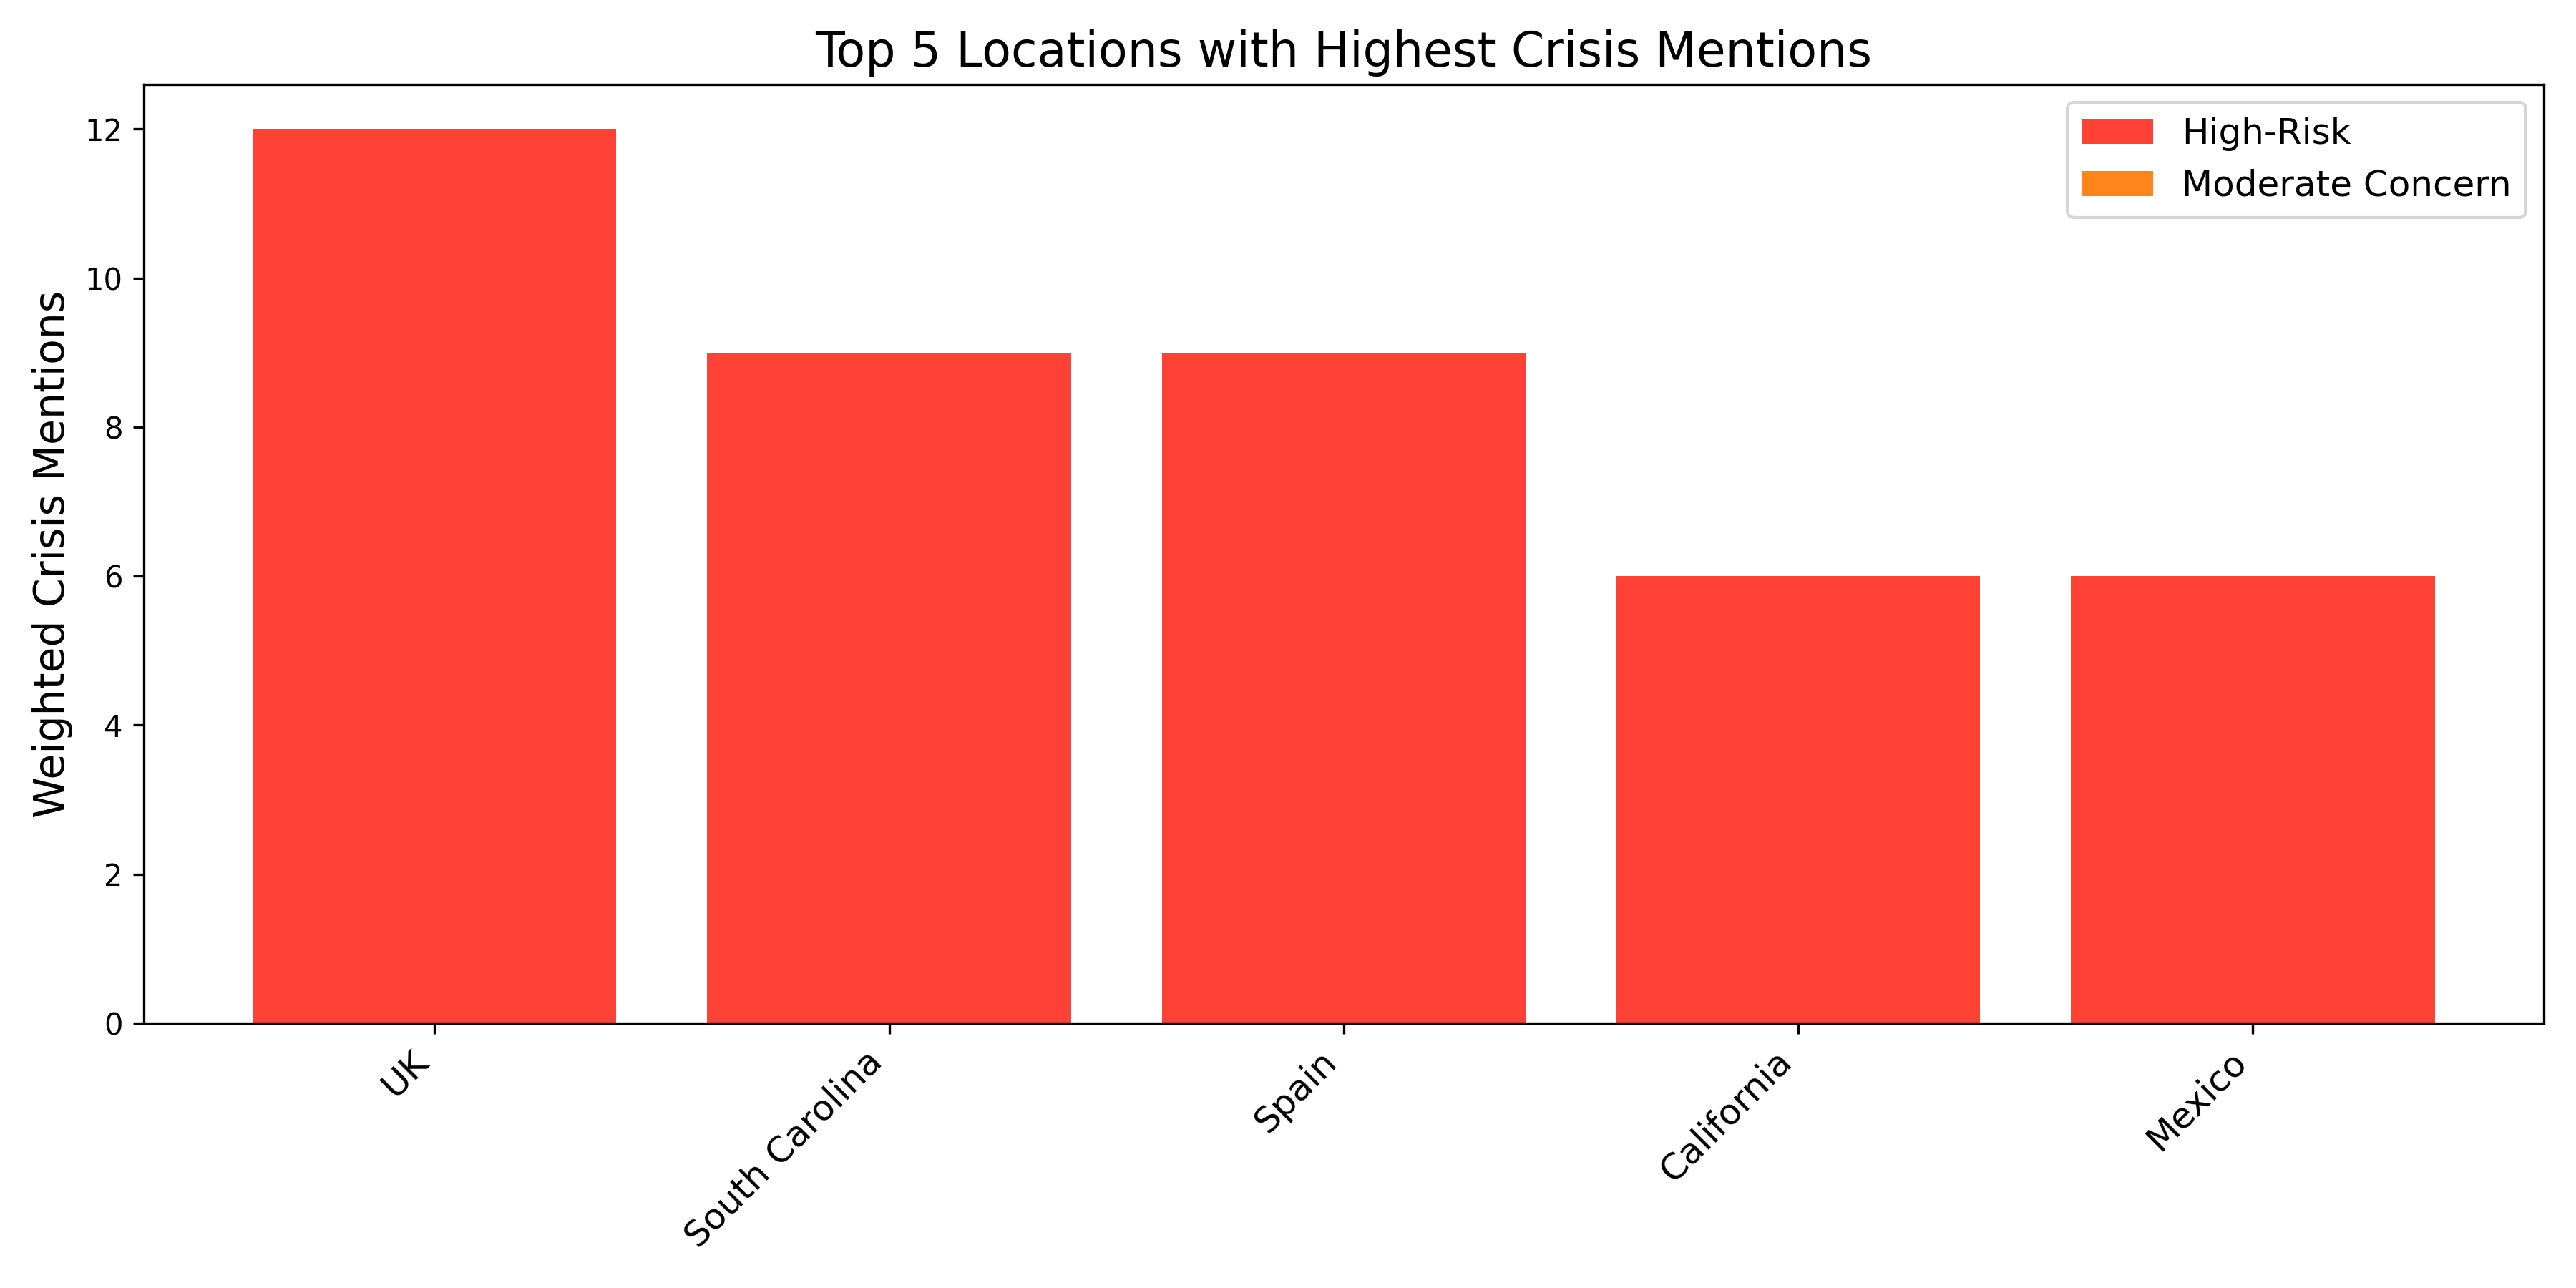 Top 5 Locations with Highest Crisis Mentions
High-Risk
Moderate Concern
Weighted Crisis Mentions
12
10
8
6
4
2
0
UK
South Carolina
Spain
California
Mexico